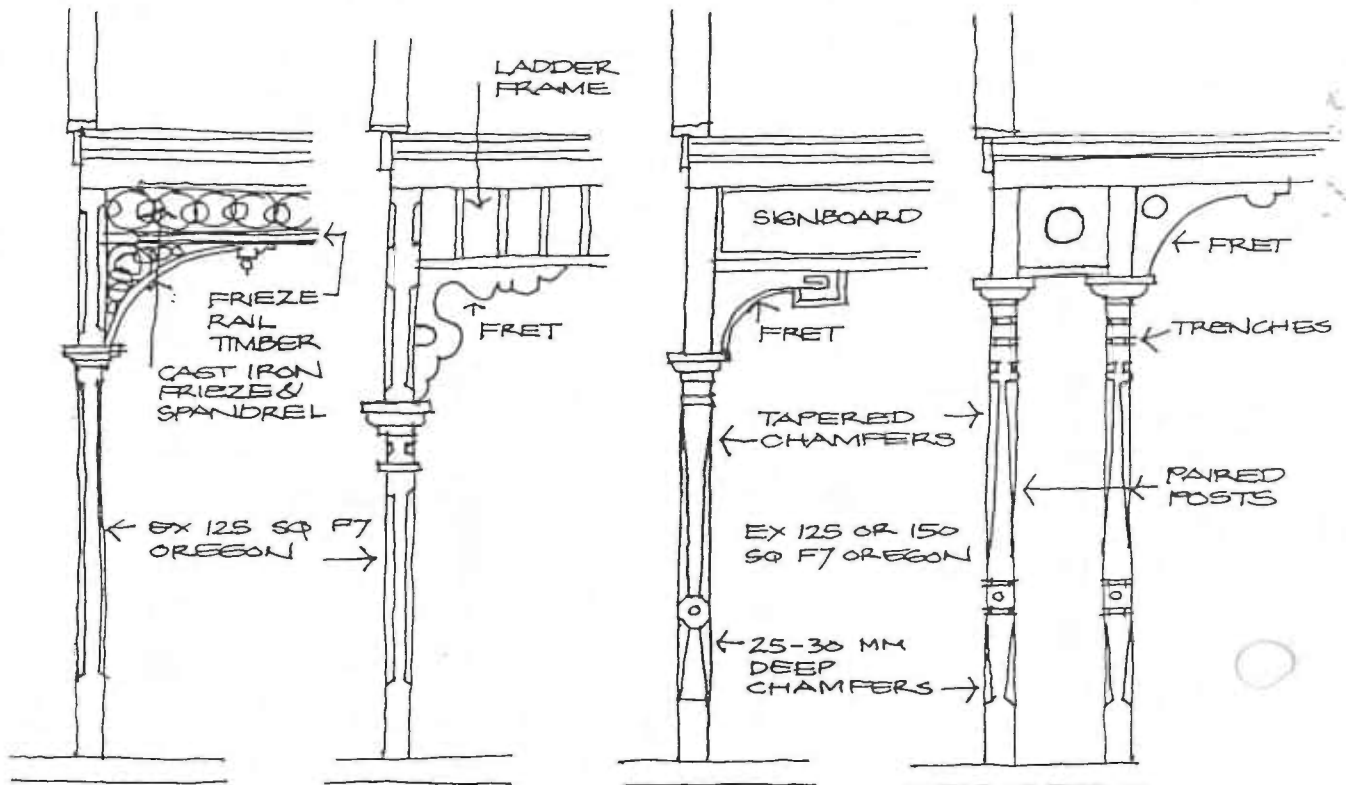 LADDER
FRAME
FRIEZE
RAIL
TIMBER
CAST IRON
FRIEZE &
SPANDREL
EX 125 SQ F7
OREGON
FRET
SIGNBOARD
FRET
TAPERED
CHAMFERS
EX 125 OR 150
SQ F7 OREGON
25-30 MM
DEEP
CHAMFERS
FRET
TRENCHES
PAIRED
POSTS